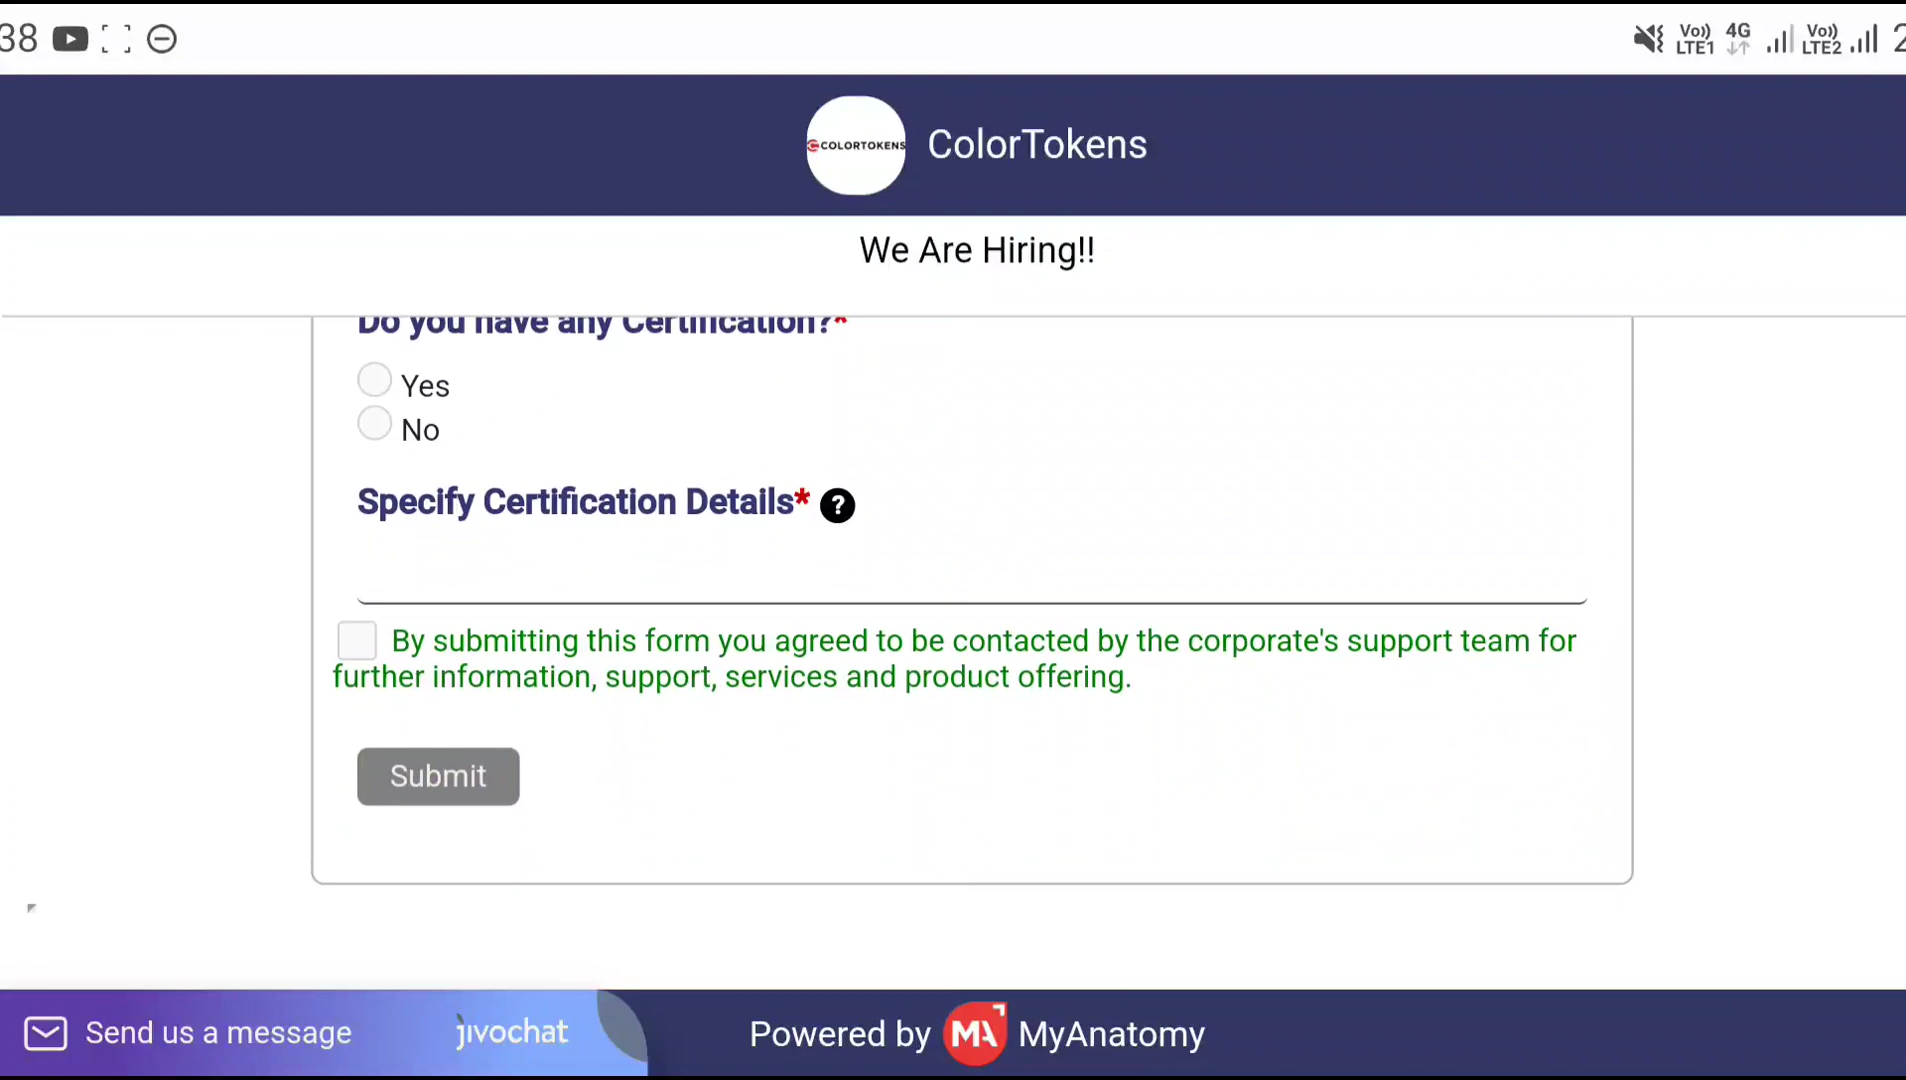 38
Vo)) LTE1 4G Vo)) LTE2 2
COLORTOKENS
ColorTokens
We Are Hiring!!
Do you have any Certification?*
Yes
No
Specify Certification Details* ?
By submitting this form you agreed to be contacted by the corporate's support team for
further information, support, services and product offering.
Submit
Send us a message jivochat Powered by MA MyAnatomy